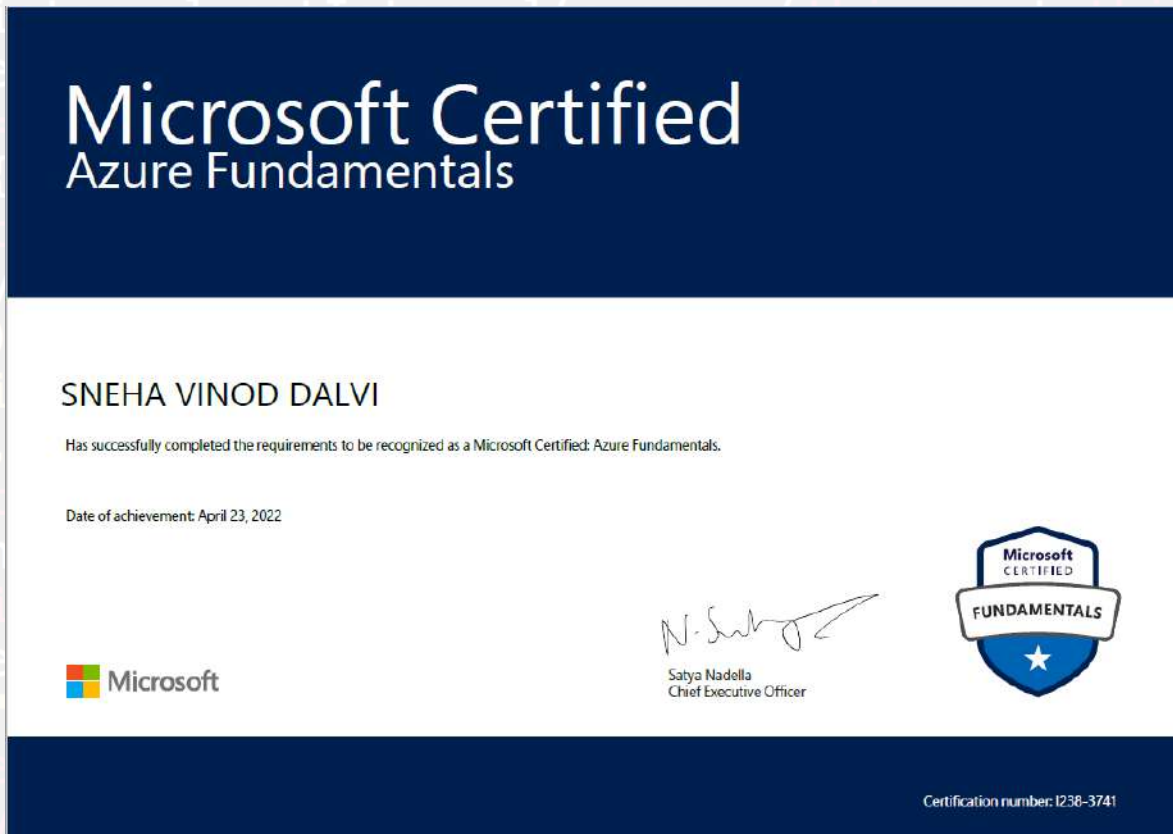 Microsoft Certified
Azure Fundamentals
SNEHA VINOD DALVI
Has successfully completed the requirements to be recognized as a Microsoft Certified: Azure Fundamentals.
Date of achievement: April 23, 2022
Microsoft
CERTIFIED
FUNDAMENTALS
N. Satya
Satya Nadella
Chief Executive Officer
Microsoft
Certification number: I238-3741